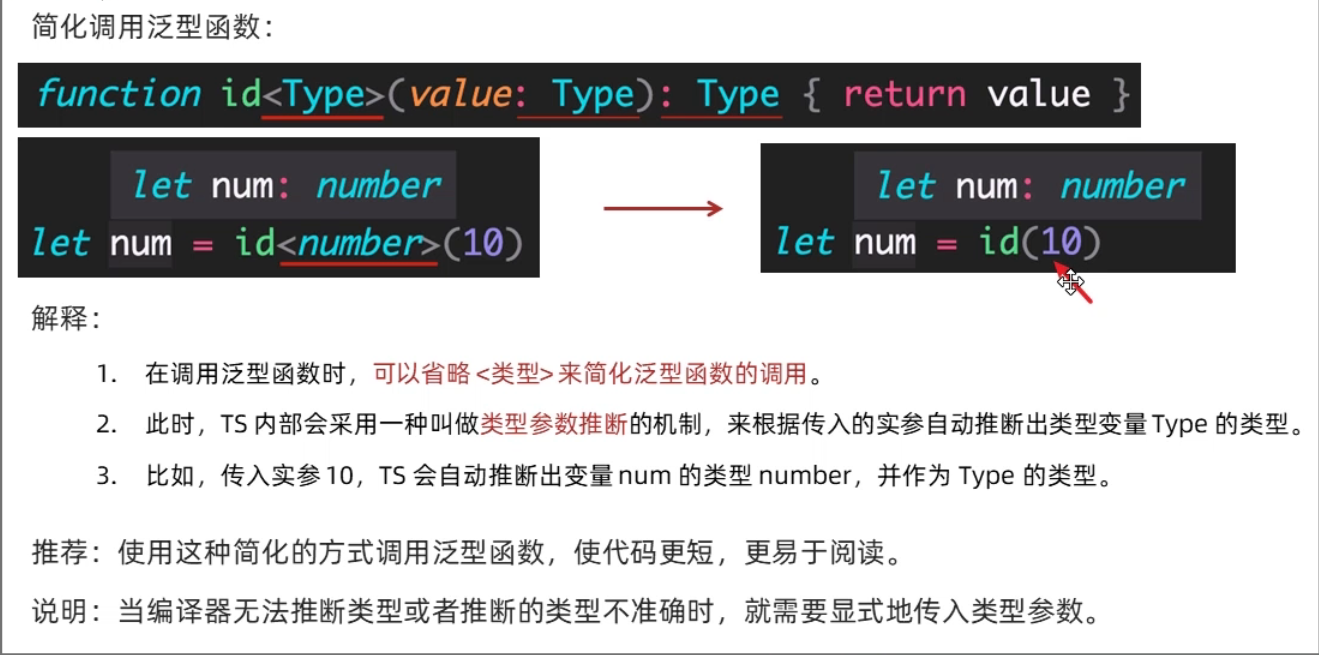 简化调用泛型函数：
function id<Type>(value: Type): Type { return value }
let num: number
let num = id<number>(10)
let num: number
let num = id(10)
解释：
1. 在调用泛型函数时，可以省略 <类型> 来简化泛型函数的调用。
2. 此时，TS 内部会采用一种叫做类型参数推断的机制，来根据传入的实参自动推断出类型变量 Type 的类型。
3. 比如，传入实参 10，TS 会自动推断出变量 num 的类型 number，并作为 Type 的类型。
推荐：使用这种简化的方式调用泛型函数，使代码更短，更易于阅读。
说明：当编译器无法推断类型或者推断的类型不准确时，就需要显式地传入类型参数。